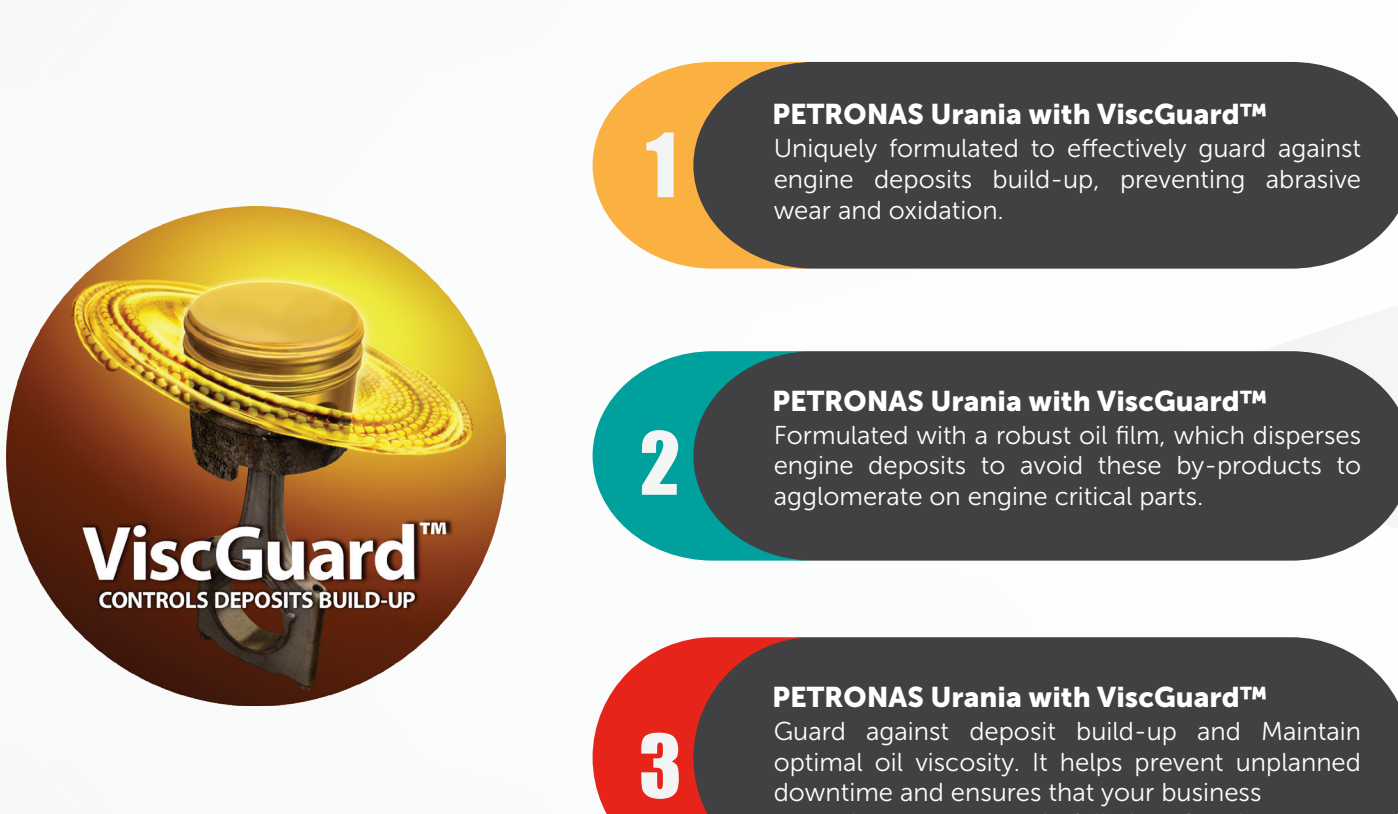 ViscGuard™
CONTROLS DEPOSITS BUILD-UP
1
PETRONAS Urania with ViscGuard™
Uniquely formulated to effectively guard against
engine deposits build-up, preventing abrasive
wear and oxidation.
2
PETRONAS Urania with ViscGuard™
Formulated with a robust oil film, which disperses
engine deposits to avoid these by-products to
agglomerate on engine critical parts.
3
PETRONAS Urania with ViscGuard™
Guard against deposit build-up and Maintain
optimal oil viscosity. It helps prevent unplanned
downtime and ensures that your business